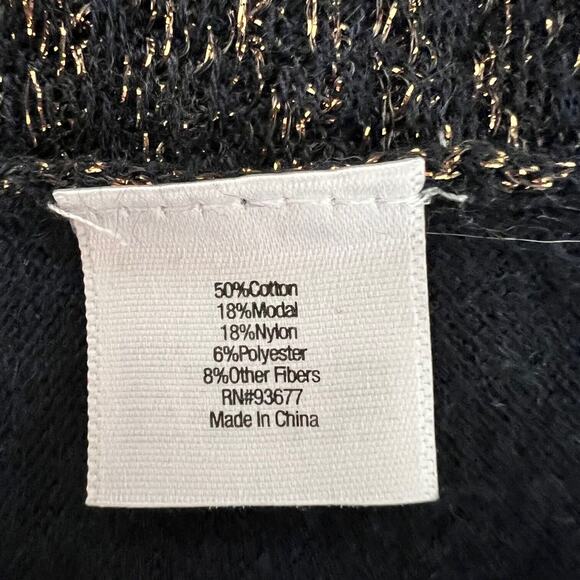 50%Cotton
18%Modal
18%Nylon
6%Polyester
8%Other Fibers
RN#93677
Made In China